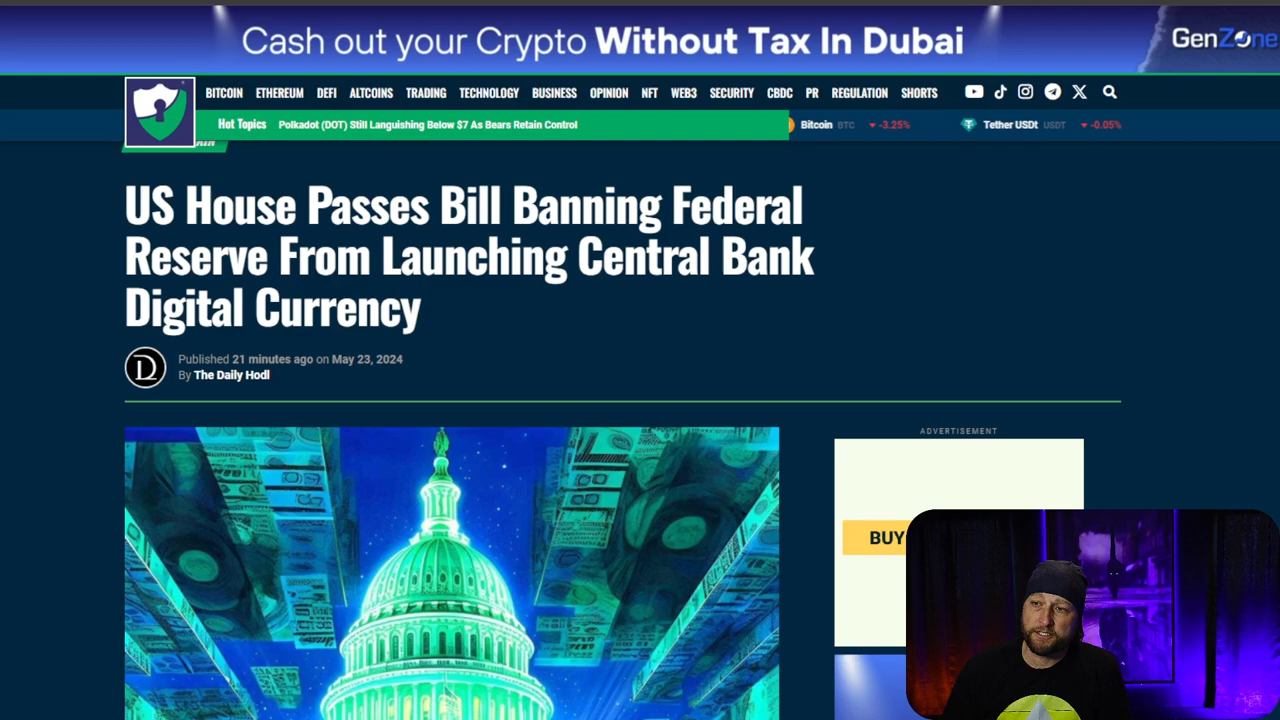 Cash out your Crypto Without Tax In Dubai
GenZone
BITCOIN ETHEREUM DEFI ALTCOINS TRADING TECHNOLOGY BUSINESS OPINION NFT WEB3 SECURITY CBDC PR REGULATION SHORTS
Hot Topics Polkadot (DOT) Still Languishing Below $7 As Bears Retain Control
Bitcoin BTC -3.25% Tether USDt USDT -0.05%
US House Passes Bill Banning Federal
Reserve From Launching Central Bank
Digital Currency
Published 21 minutes ago on May 23, 2024
By The Daily Hodl
ADVERTISEMENT
BUY